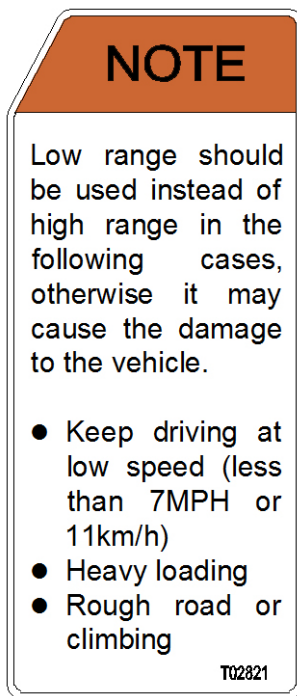 NOTE
Low range should
be used instead of
high range in the
following cases,
otherwise it may
cause the damage
to the vehicle.
● Keep driving at
low speed (less
than 7MPH or
11km/h)
● Heavy loading
● Rough road or
climbing
T02821